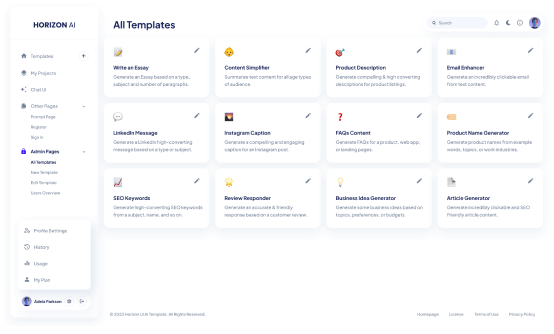 HORIZON AI
Templates
My Projects
Chat UI
Other Pages
Prompt Page
Register
Sign In
Admin Pages
All Templates
New Template
Edit Template
Users Overview
Profile Settings
History
Usage
My Plan
Adela Parkson
All Templates
Search
Write an Essay
Generate an Essay based on a type,
subject and number of paragraphs.
Content Simplifier
Summarizes text content for all type ages
of audience.
Product Description
Generate compelling & high converting
descriptions for product listings.
Email Enhancer
Generate an incredibly clickable email
from text content.
LinkedIn Message
Generate a LinkedIn high-converting
message based on a type or subject.
Instagram Caption
Generate a compelling and engaging
caption for an Instagram post.
FAQs Content
Generate FAQs for a product, web app,
or landing pages.
Product Name Generator
Generate product names from example
words, topics, or work industries.
SEO Keywords
Generate high-converting SEO keywords
from a subject, name, and so on.
Review Responder
Generate an accurate & friendly
response based on a customer review.
Business Idea Generator
Generate some business ideas based on
topics, preferences, or budgets.
Article Generator
Generate incredibly clickable and SEO
friendly article content.
© 2023 Horizon UI AI Template. All Rights Reserved.
Homepage
License
Terms of Use
Privacy Policy